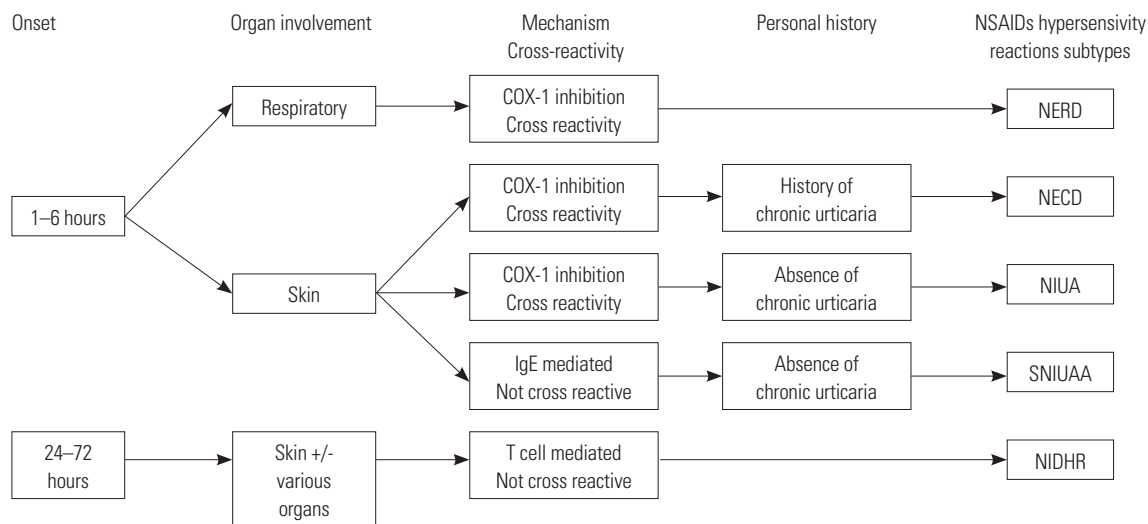 Onset
Organ involvement
Mechanism
Cross-reactivity
Personal history
NSAIDs hypersensivity
reactions subtypes
1–6 hours
Respiratory
COX-1 inhibition
Cross reactivity
NERD
Skin
COX-1 inhibition
Cross reactivity
History of
chronic urticaria
NECD
COX-1 inhibition
Cross reactivity
Absence of
chronic urticaria
NIUA
IgE mediated
Not cross reactive
Absence of
chronic urticaria
SNIUAA
24–72
hours
Skin +/-
various
organs
T cell mediated
Not cross reactive
NIDHR